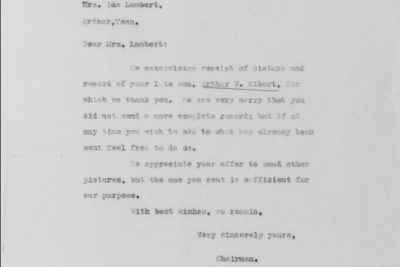 Mrs. Ida Lambert,
Arthur, Tenn.
Dear Mrs. Lambert:
We acknowledge receipt of picture and
record of your late son, Arthur V. Eibert, for
which we thank you. We are very sorry that you
did not send a more complete record; but if at
any time you wish to add to what has already been
sent feel free to do so.
We appreciate your offer to send other
pictures, but the one you sent is sufficient for
our purpose.
With best wishes, we remain,
Very sincerely yours,
Chairman.